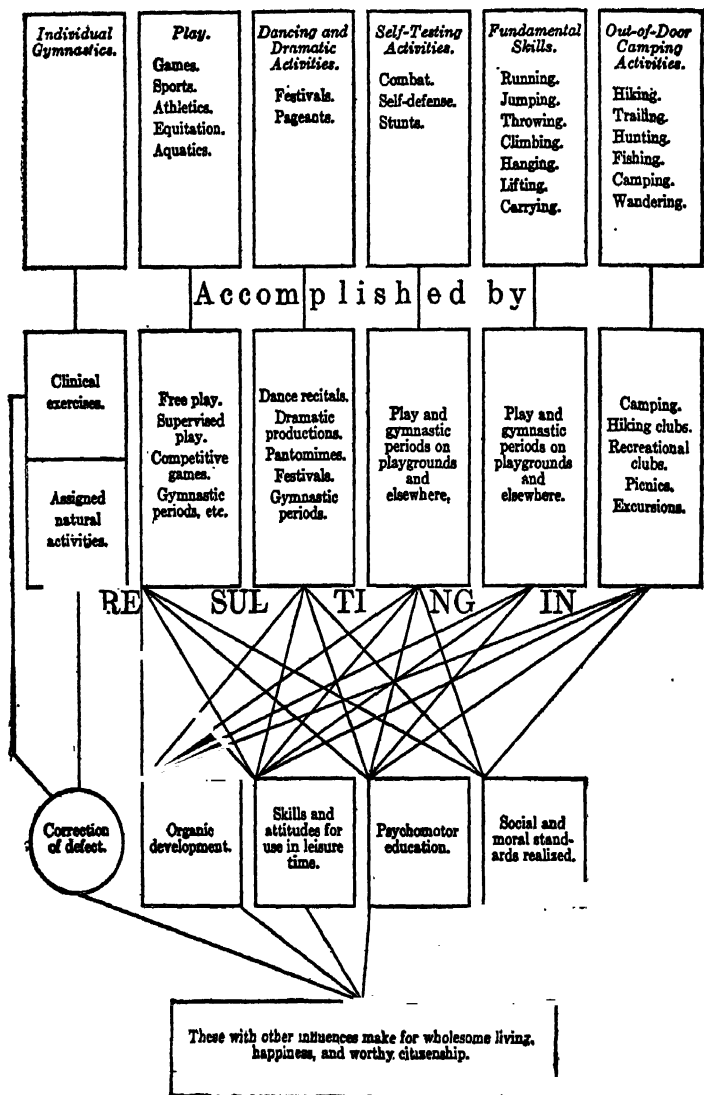 Individual
Gymnastics.
Play.
Games.
Sports.
Athletics.
Equitation.
Aquatics.
Dancing and
Dramatic
Activities.
Festivals.
Pageants.
Self-Testing
Activities.
Combat.
Self-defense.
Stunts.
Fundamental
Skills.
Running.
Jumping.
Throwing.
Climbing.
Hanging.
Lifting.
Carrying.
Out-of-Door
Camping
Activities.
Hiking.
Trailing.
Hunting.
Fishing.
Camping.
Wandering.
Accomplished by
Clinical
exercises.
Assigned
natural
activities.
Free play.
Supervised
play.
Competitive
games.
Gymnastic
periods, etc.
Dance recitals.
Dramatic
productions.
Pantomimes.
Festivals.
Gymnastic
periods.
Play and
gymnastic
periods on
playgrounds
and
elsewhere.
Play and
gymnastic
periods on
playgrounds
and
elsewhere.
Camping.
Hiking clubs.
Recreational
clubs.
Picnics.
Excursions.
RE SUL TI NG IN
Correction
of defect.
Organic
development.
Skills and
attitudes for
use in leisure
time.
Psychomotor
education.
Social and
moral stand-
ards realized.
These with other influences make for wholesome living,
happiness, and worthy citizenship.